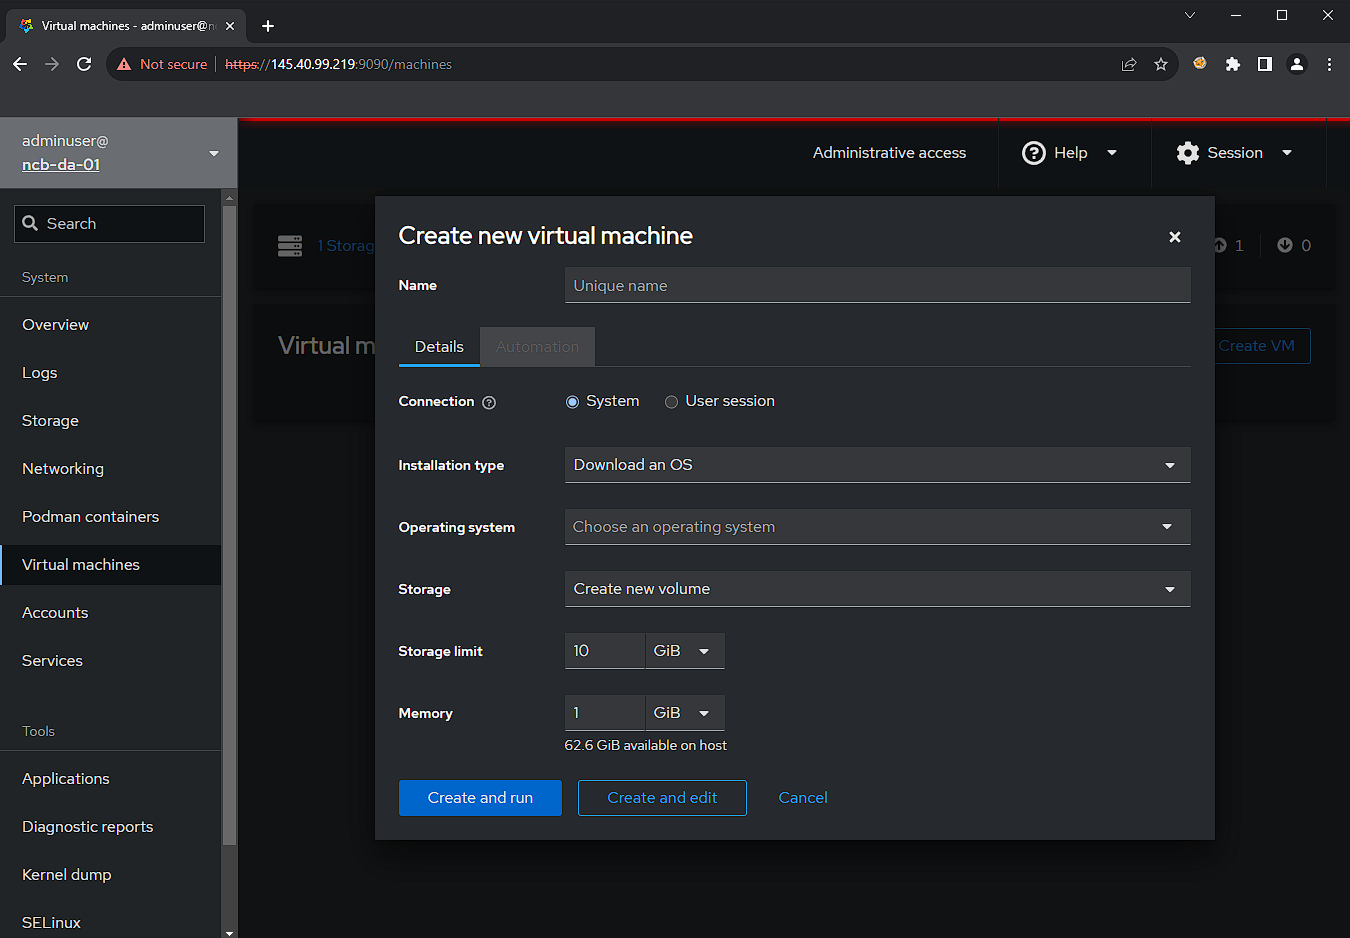 Virtual machines - adminuser@n
Not secure
https://145.40.99.219:9090/machines
adminuser@
ncb-da-01
Administrative access
Help
Session
Search
System
Overview
Logs
Storage
Networking
Podman containers
Virtual machines
Accounts
Services
Tools
Applications
Diagnostic reports
Kernel dump
SELinux
1 Storag
1
0
Virtual m
Create VM
Create new virtual machine
Name
Unique name
Details
Automation
Connection
System
User session
Installation type
Download an OS
Operating system
Choose an operating system
Storage
Create new volume
Storage limit
10
GiB
Memory
1
GiB
62.6 GiB available on host
Create and run
Create and edit
Cancel